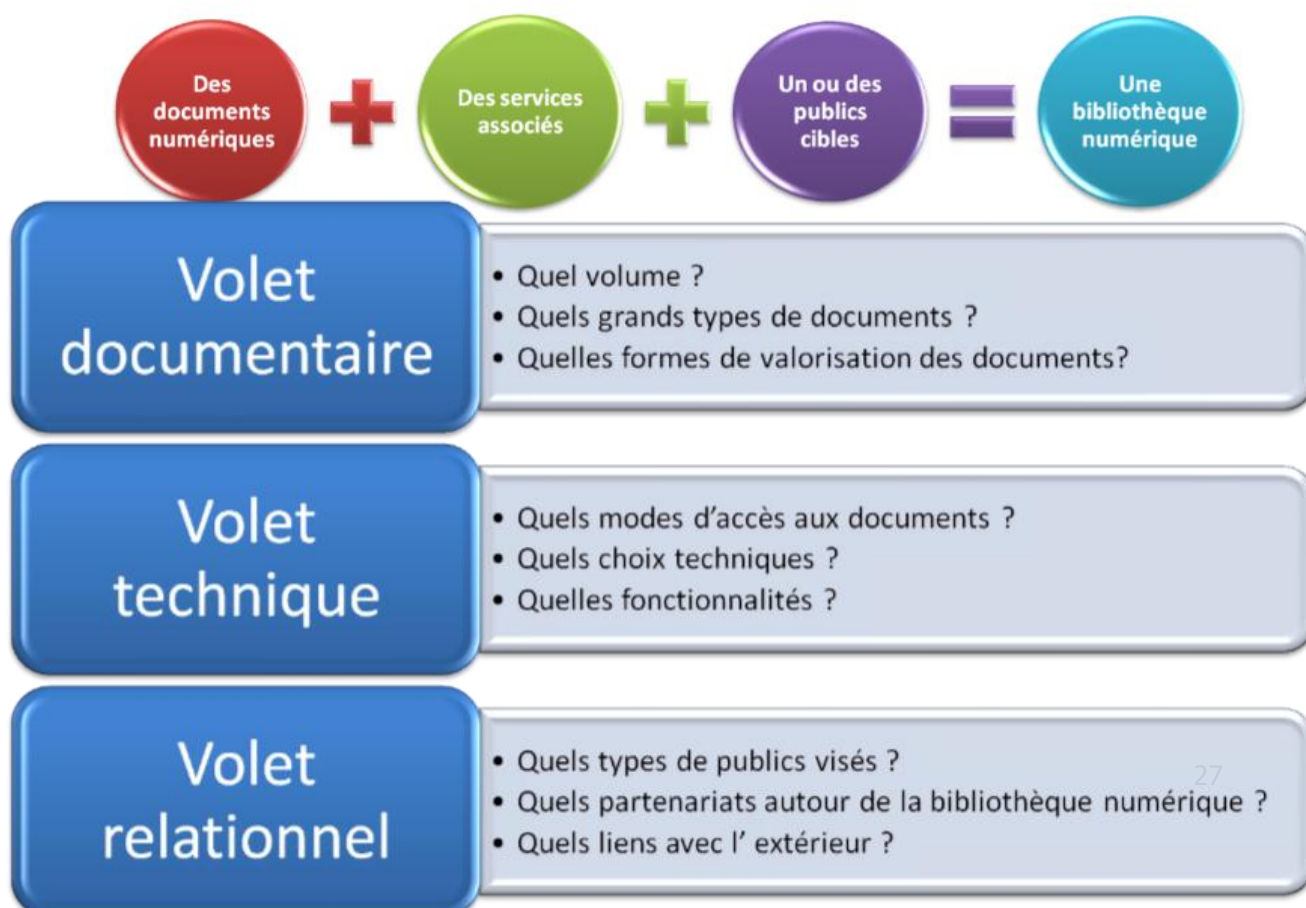 Des
documents
numériques
Des services
associés
Un ou des
publics
cibles
Une
bibliothèque
numérique
Volet
documentaire
• Quel volume ?
• Quels grands types de documents ?
• Quelles formes de valorisation des documents?
Volet
technique
• Quels modes d’accès aux documents ?
• Quels choix techniques ?
• Quelles fonctionnalités ?
Volet
relationnel
• Quels types de publics visés ?
• Quels partenariats autour de la bibliothèque numérique ?
• Quels liens avec l’ extérieur ?
27